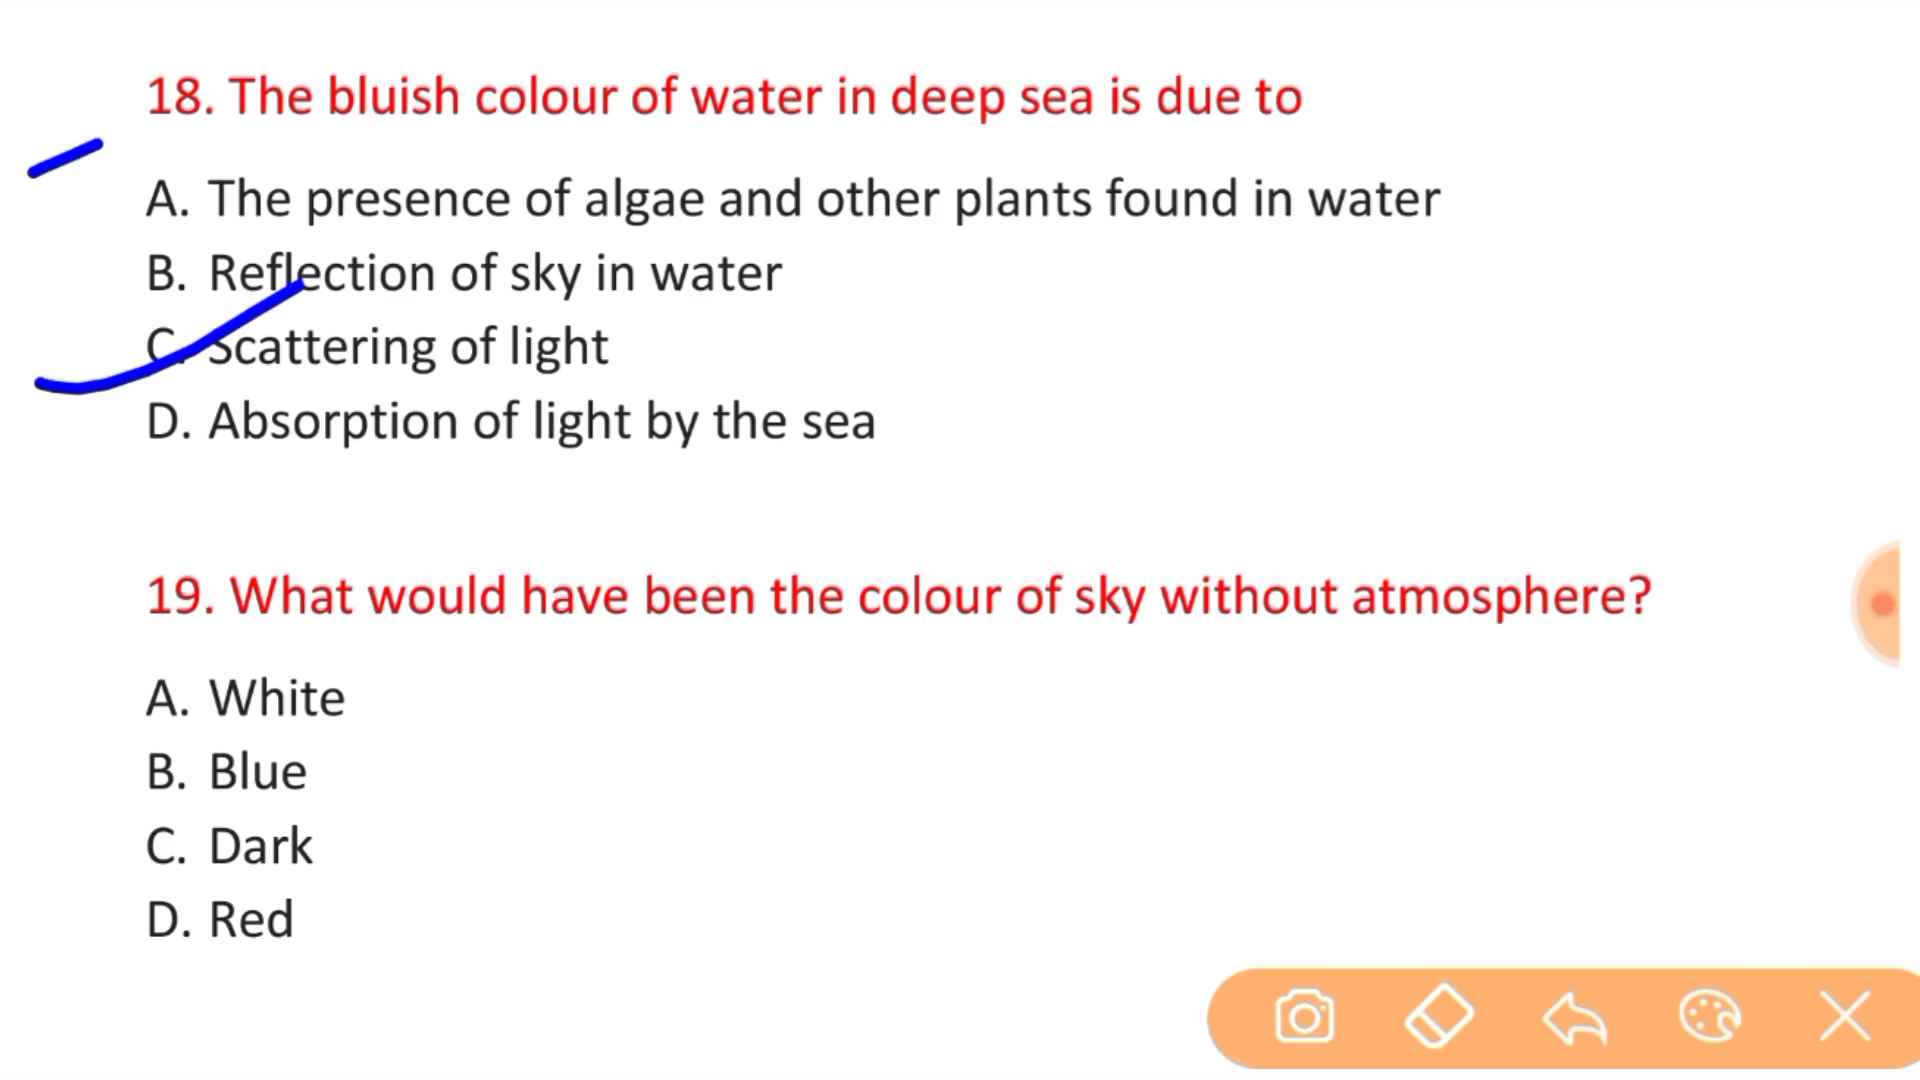 18. The bluish colour of water in deep sea is due to
A. The presence of algae and other plants found in water
B. Reflection of sky in water
C. Scattering of light
D. Absorption of light by the sea
19. What would have been the colour of sky without atmosphere?
A. White
B. Blue
C. Dark
D. Red